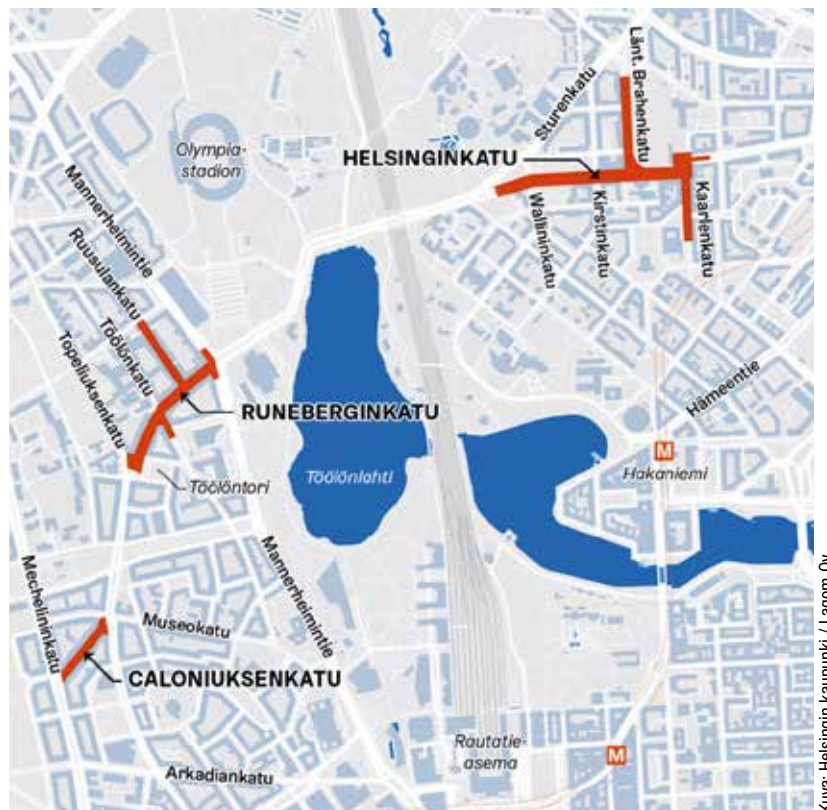 Länt. Brahenkatu
Sturenkatu
Olympia-
stadion
HELSINGINKATU
Mannerheimintie
Ruusulankatu
Wallininkatu
Kirstinkatu
Kaarlenkatu
Töölönkatu
Topeliuksenkatu
RUNEBERGINKATU
Hämeentie
M
Hakaniemi
Töölönlahti
Töölöntori
Mechelininkatu
Mannerheimintie
Museokatu
CALONIUKSENKATU
Rautatie-
asema
M
Arkadiankatu
Kuva: Helsingin kaupunki / Lagom Oy